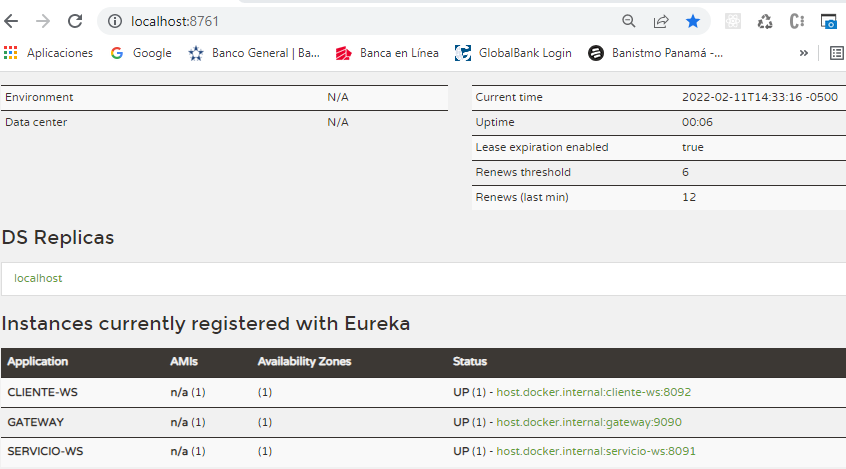 localhost:8761
Aplicaciones Google Banco General | Ba... Banca en Línea GlobalBank Login Banistmo Panamá -... »
Environment N/A
Data center N/A
Current time 2022-02-11T14:33:16 -0500
Uptime 00:06
Lease expiration enabled true
Renews threshold 6
Renews (last min) 12
DS Replicas
localhost
Instances currently registered with Eureka
Application AMIs Availability Zones Status
CLIENTE-WS n/a (1) (1) UP (1) - host.docker.internal:cliente-ws:8092
GATEWAY n/a (1) (1) UP (1) - host.docker.internal:gateway:9090
SERVICIO-WS n/a (1) (1) UP (1) - host.docker.internal:servicio-ws:8091